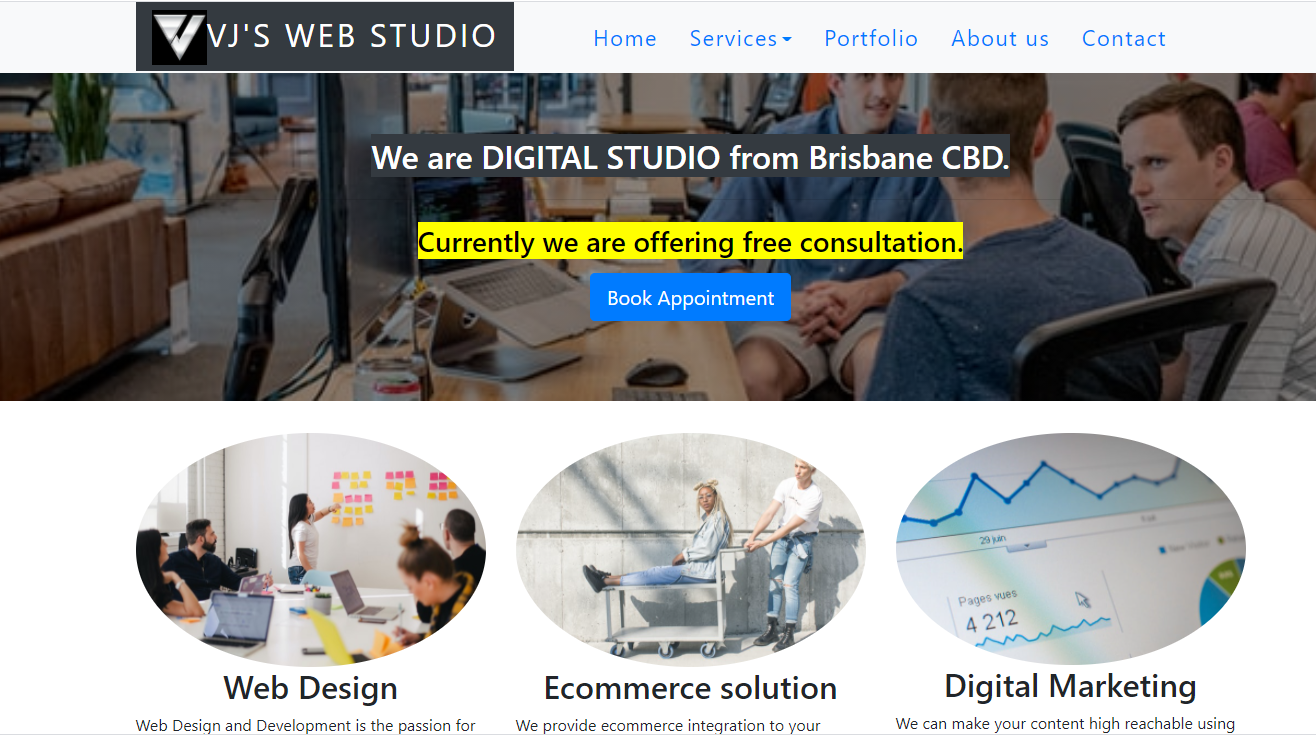 VJ'S WEB STUDIO
Home Services Portfolio About us Contact
We are DIGITAL STUDIO from Brisbane CBD.
Currently we are offering free consultation.
Book Appointment
29 juin
Pages vues
4 212
Web Design Ecommerce solution Digital Marketing
Web Design and Development is the passion for
We provide ecommerce integration to your
We can make your content high reachable using